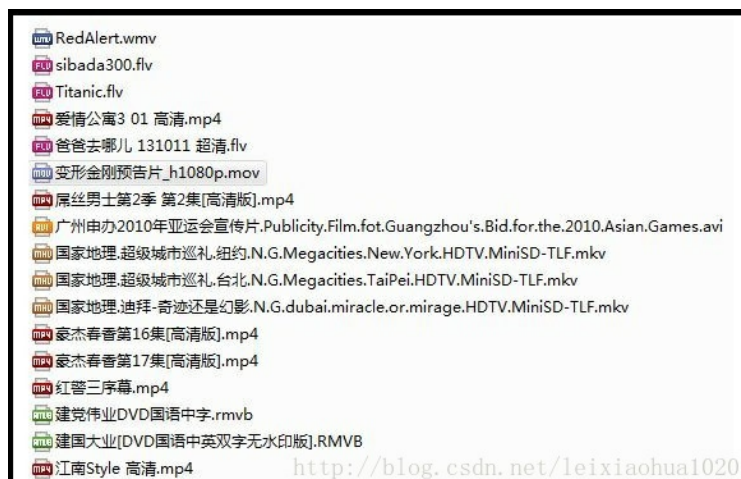 RedAlert.wmv
sibada300.flv
Titanic.flv
爱情公寓3 01 高清.mp4
爸爸去哪儿 131011 超清.flv
变形金刚预告片_h1080p.mov
屌丝男士第2季 第2集[高清版].mp4
广州申办2010年亚运会宣传片.Publicity.Film.fot.Guangzhou's.Bid.for.the.2010.Asian.Games.avi
国家地理.超级城市巡礼.纽约.N.G.Megacities.New.York.HDTV.MiniSD-TLF.mkv
国家地理.超级城市巡礼.台北.N.G.Megacities.TaiPei.HDTV.MiniSD-TLF.mkv
国家地理.迪拜-奇迹还是幻影.N.G.dubai.miracle.or.mirage.HDTV.MiniSD-TLF.mkv
豪杰春香第16集[高清版].mp4
豪杰春香第17集[高清版].mp4
红警三序幕.mp4
建党伟业DVD国语中字.rmvb
建国大业[DVD国语中英双字无水印版].RMVB
江南Style 高清.mp4
http://blog.csdn.net/leixiaohua1020